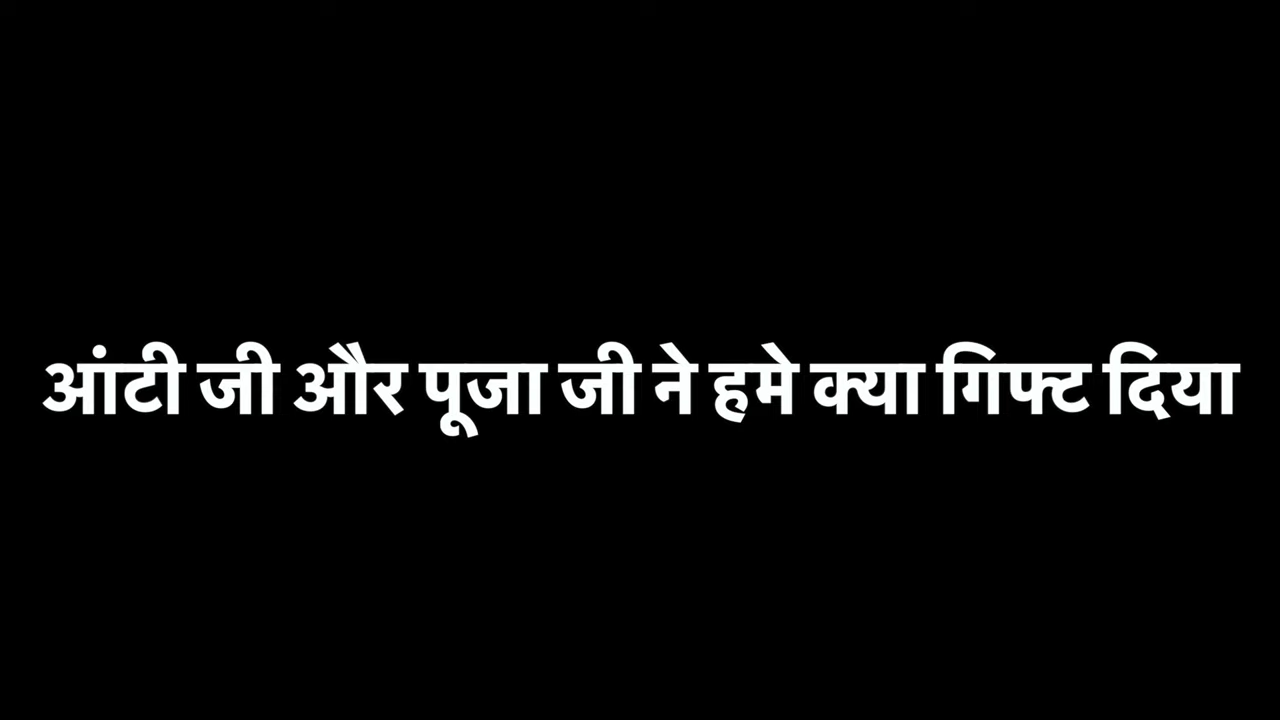 आंटी जी और पूजा जी ने हमे क्या गिफ्ट दिया